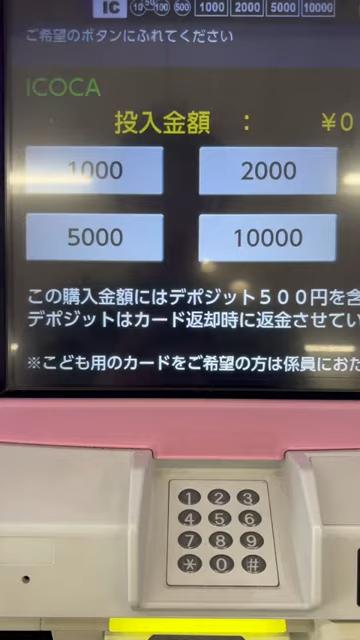 IC 10 50 100 500 1000 2000 5000 10000
ご希望のボタンにふれてください
ICOCA
投入金額 : ¥0
1000 2000
5000 10000
この購入金額にはデポジット500円を含
デポジットはカード返却時に返金させてい
※こども用のカードをご希望の方は係員におた
1 2 3
4 5 6
7 8 9
* 0 #